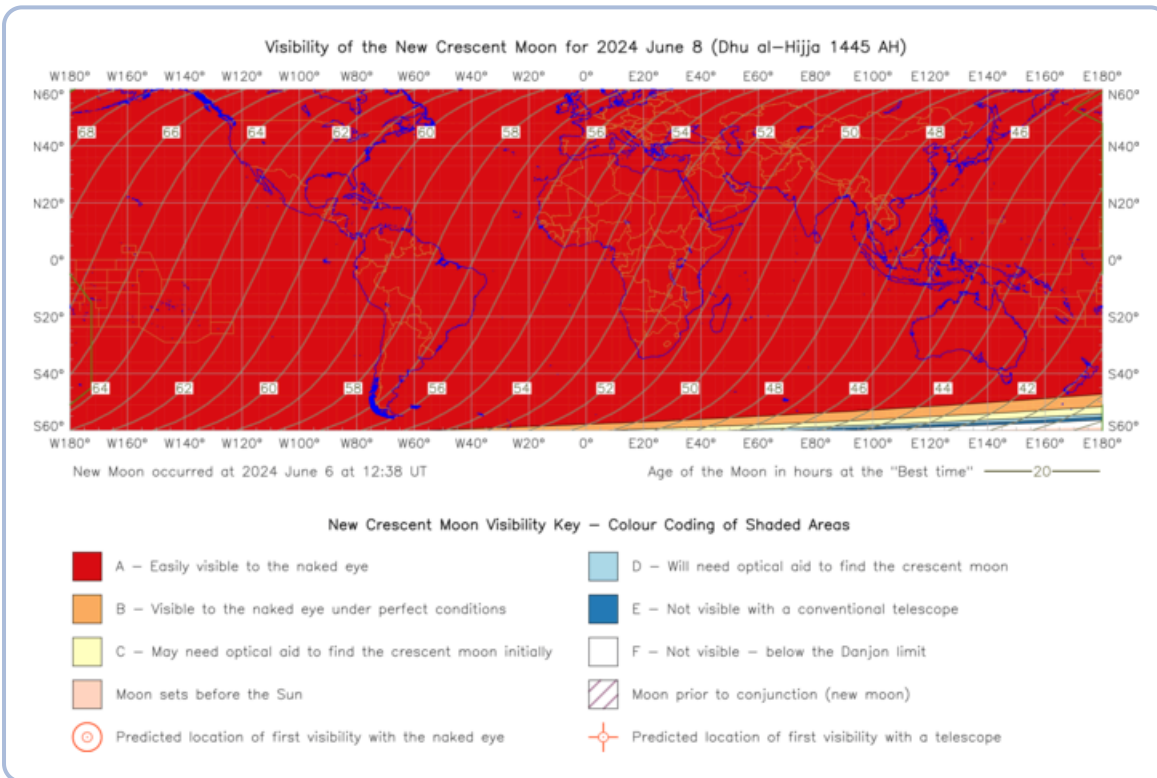 Visibility of the New Crescent Moon for 2024 June 8 (Dhu al-Hijja 1445 AH)
W180° W160° W140° W120° W100° W80° W60° W40° W20° 0° E20° E40° E60° E80° E100° E120° E140° E160° E180°
N60° N60°
68 66 64 62 60 58 56 54 52 50 48 46
N40° N40°
N20° N20°
0° 0°
S20° S20°
S40° S40°
64 62 60 58 56 54 52 50 48 46 44 42
S60° S60°
W180° W160° W140° W120° W100° W80° W60° W40° W20° 0° E20° E40° E60° E80° E100° E120° E140° E160° E180°
New Moon occurred at 2024 June 6 at 12:38 UT
Age of the Moon in hours at the "Best time" 20
New Crescent Moon Visibility Key – Colour Coding of Shaded Areas
A – Easily visible to the naked eye
B – Visible to the naked eye under perfect conditions
C – May need optical aid to find the crescent moon initially
Moon sets before the Sun
Predicted location of first visibility with the naked eye
D – Will need optical aid to find the crescent moon
E – Not visible with a conventional telescope
F – Not visible – below the Danjon limit
Moon prior to conjunction (new moon)
Predicted location of first visibility with a telescope